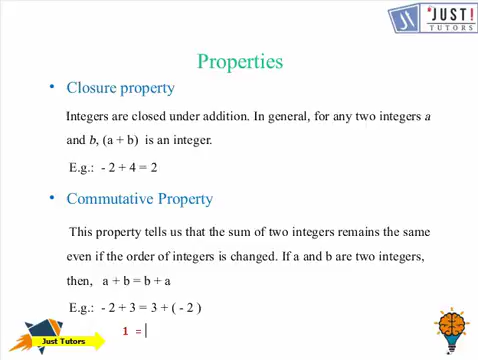 JUST!
TUTORS
Properties
• Closure property
Integers are closed under addition. In general, for any two integers a
and b, (a + b) is an integer.
E.g.: - 2 + 4 = 2
• Commutative Property
This property tells us that the sum of two integers remains the same
even if the order of integers is changed. If a and b are two integers,
then, a + b = b + a
E.g.: - 2 + 3 = 3 + ( - 2 )
1 =
Just Tutors